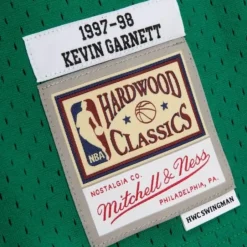 1997-98
KEVIN GARNETT
HARDWOOD
CLASSICS
NBA
NOSTALGIA CO.
Mitchell & Ness
PHILADELPHIA, PA.
HWC SWINGMAN